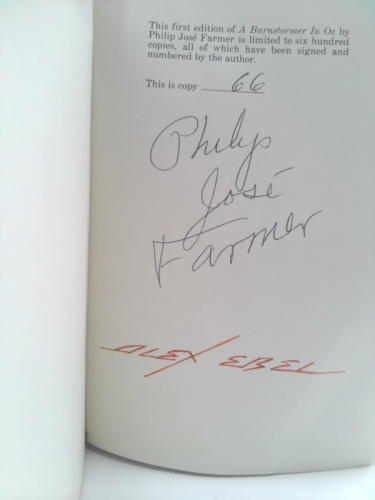 This first edition of A Barnstormer In Oz by
Philip José Farmer is limited to six hundred
copies, all of which have been signed and
numbered by the author.
This is copy 66
Philip
José
Farmer
ALEX EBEL